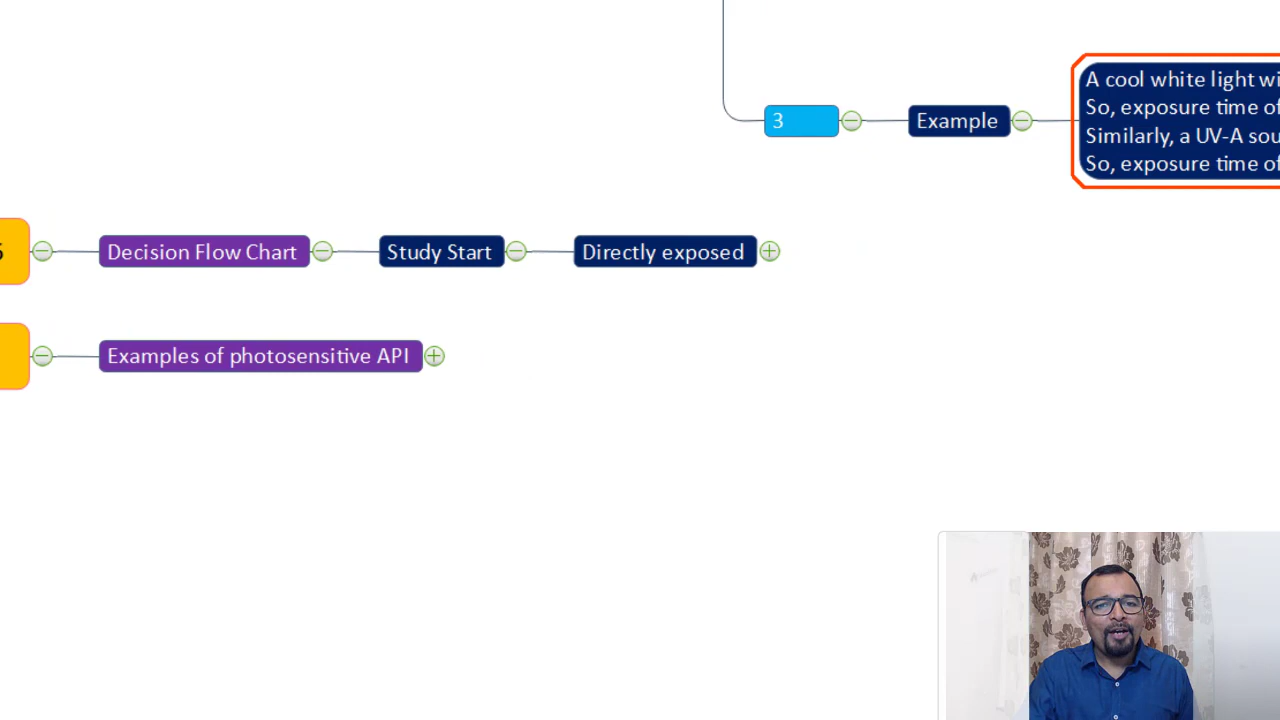 A cool white light wi
3
Example
So, exposure time of
Similarly, a UV-A sou
So, exposure time of
Decision Flow Chart
Study Start
Directly exposed
Examples of photosensitive API